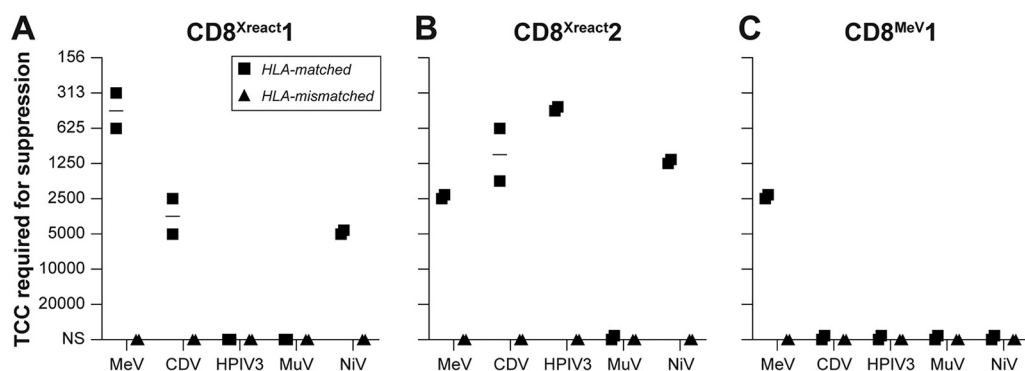 A
CD8Xreact1
B
CD8Xreact2
C
CD8MeV1
TCC required for suppression
156
313
625
1250
2500
5000
10000
20000
NS
HLA-matched
HLA-mismatched
MeV CDV HPIV3 MuV NiV
MeV CDV HPIV3 MuV NiV
MeV CDV HPIV3 MuV NiV